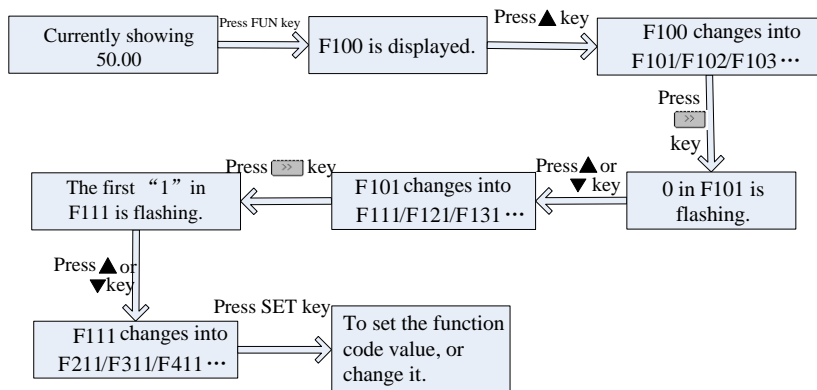 Currently showing
50.00
Press FUN key
F100 is displayed.
Press▲ key
F100 changes into
F101/F102/F103 ···
Press
>>
key
0 in F101 is
flashing.
Press▲or
▼ key
F101 changes into
F111/F121/F131 ···
Press >> key
The first “1” in
F111 is flashing.
Press▲or
▼key
F111 changes into
F211/F311/F411 ···
Press SET key
To set the function
code value, or
change it.